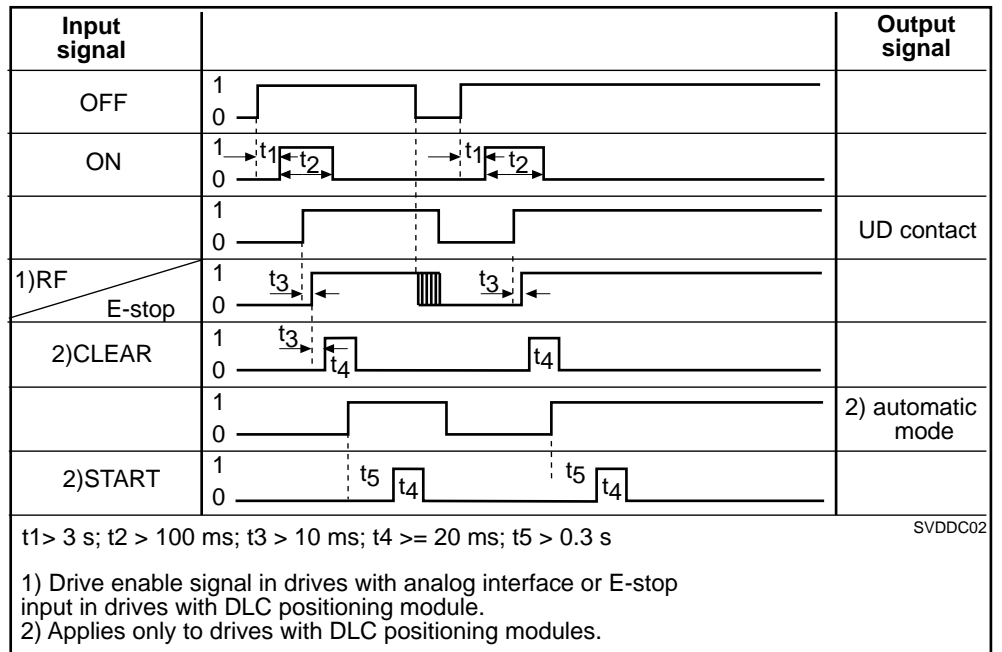 Input signal
Output signal
OFF
1
0
ON
1
t1
t2
t1
t2
0
1
0
UD contact
1)RF
E-stop
1
t3
t3
0
2)CLEAR
1
t3
t4
t4
0
1
0
2) automatic mode
2)START
1
t5
t4
t5
t4
0
t1> 3 s; t2 > 100 ms; t3 > 10 ms; t4 >= 20 ms; t5 > 0.3 s
SVDDC02
1) Drive enable signal in drives with analog interface or E-stop
input in drives with DLC positioning module.
2) Applies only to drives with DLC positioning modules.